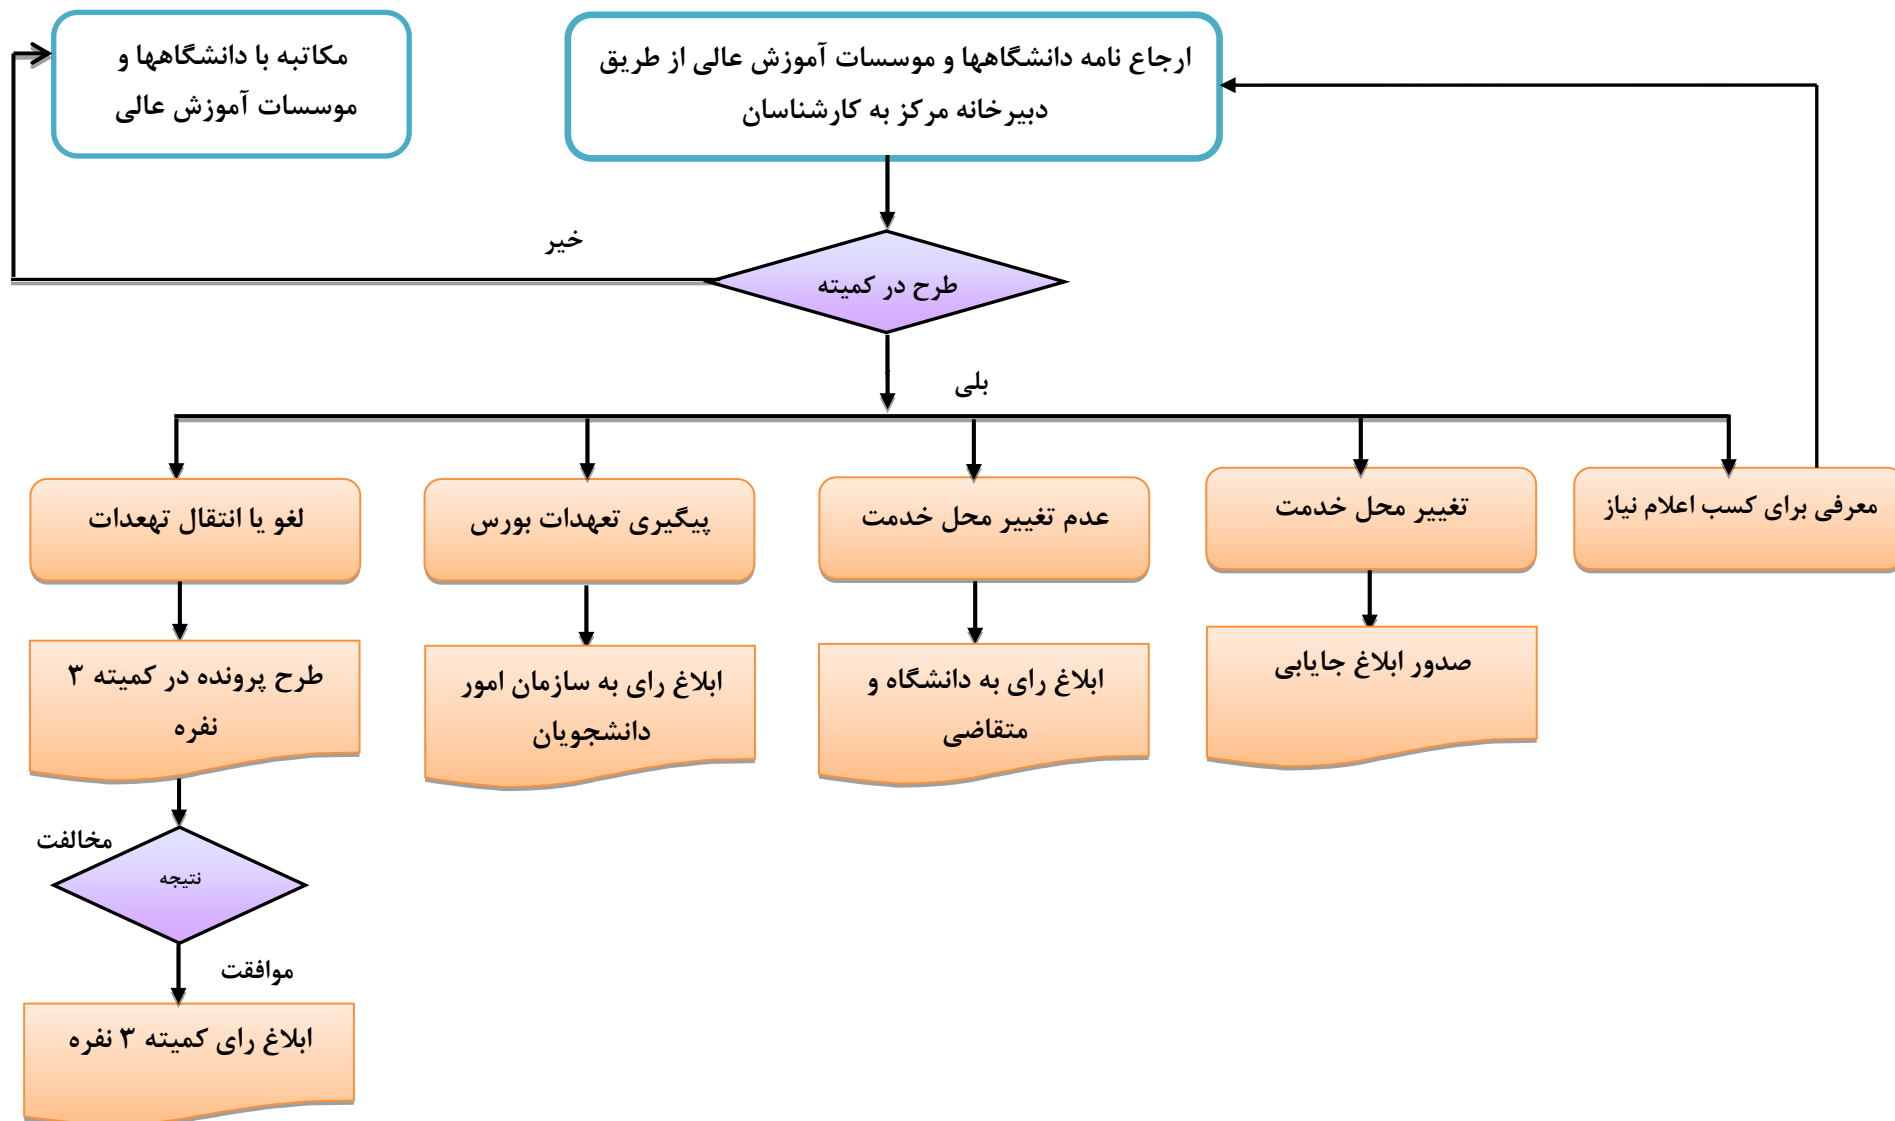 ارجاع نامه دانشگاهها و موسسات آموزش عالی از طریق
دبیرخانه مرکز به کارشناسان
مکاتبه با دانشگاهها و
موسسات آموزش عالی
خیر
طرح در کمیته
بلی
معرفی برای کسب اعلام نیاز
تغییر محل خدمت
عدم تغییر محل خدمت
پیگیری تعهدات بورس
لغو یا انتقال تهعدات
صدور ابلاغ جایابی
ابلاغ رای به دانشگاه و
متقاضی
ابلاغ رای به سازمان امور
دانشجویان
طرح پرونده در کمیته ۳
نفره
مخالفت
نتیجه
موافقت
ابلاغ رای کمیته ۳ نفره